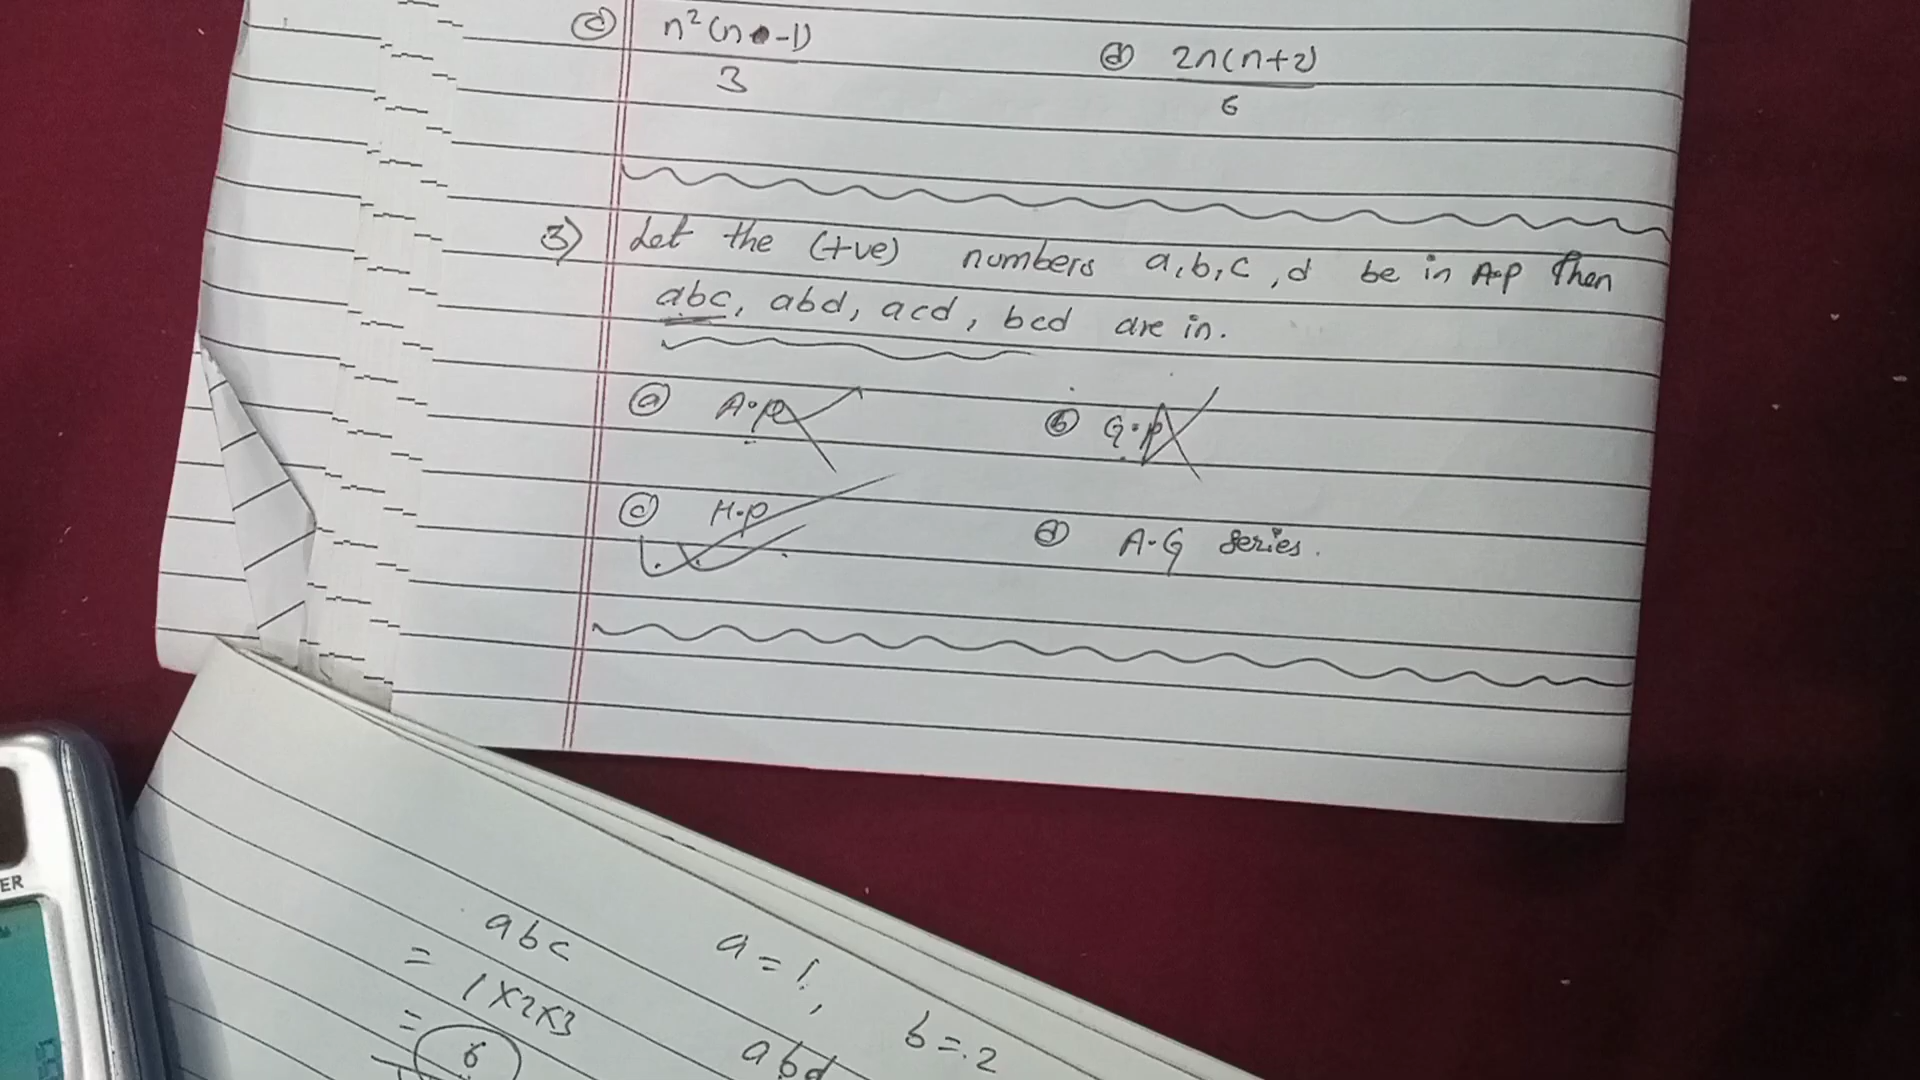 (c) n²(n-1)/3 (d) 2n(n+2)/6
3) Let the (+ve) numbers a,b,c,d be in A.P then
abc, abd, acd, bcd are in.
(a) A.P (b) G.P
(c) H.P (d) A.G series.
ER
abc a=1, b=2
= 1×2×3 abd
= 6